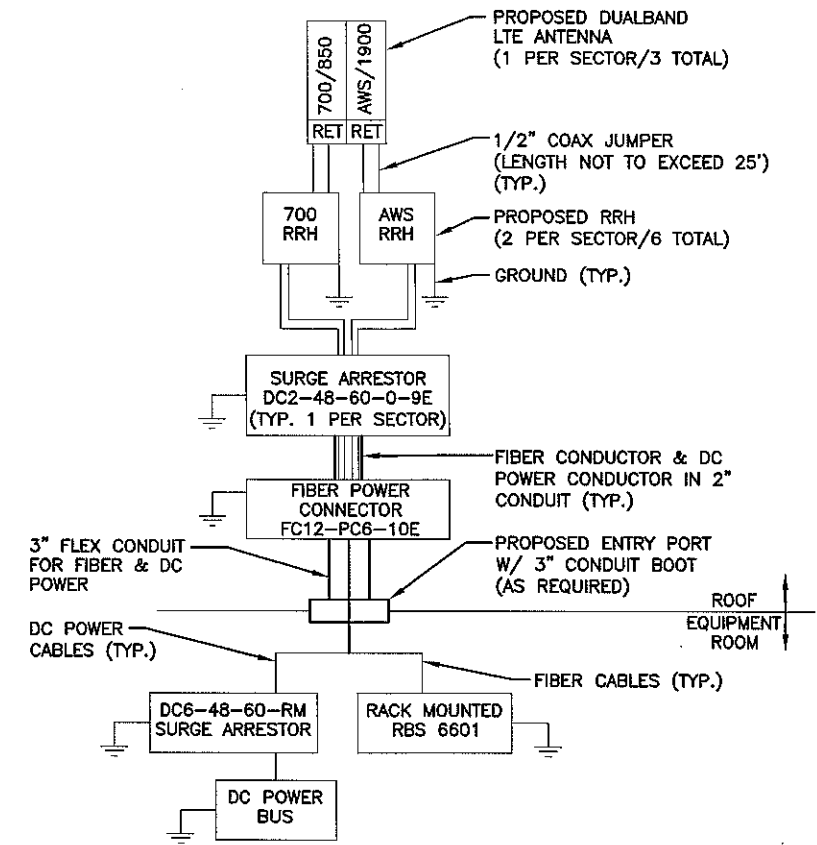 PROPOSED DUALBAND
LTE ANTENNA
(1 PER SECTOR/3 TOTAL)
700/850
AWS/1900
RET
RET
1/2" COAX JUMPER
(LENGTH NOT TO EXCEED 25')
(TYP.)
700
RRH
AWS
RRH
PROPOSED RRH
(2 PER SECTOR/6 TOTAL)
GROUND (TYP.)
SURGE ARRESTOR
DC2-48-60-0-9E
(TYP. 1 PER SECTOR)
FIBER CONDUCTOR & DC
POWER CONDUCTOR IN 2"
CONDUIT (TYP.)
FIBER POWER
CONNECTOR
FC12-PC6-10E
3" FLEX CONDUIT
FOR FIBER & DC
POWER
PROPOSED ENTRY PORT
W/ 3" CONDUIT BOOT
(AS REQUIRED)
ROOF
EQUIPMENT
ROOM
DC POWER
CABLES (TYP.)
FIBER CABLES (TYP.)
DC6-48-60-RM
SURGE ARRESTOR
RACK MOUNTED
RBS 6601
DC POWER
BUS